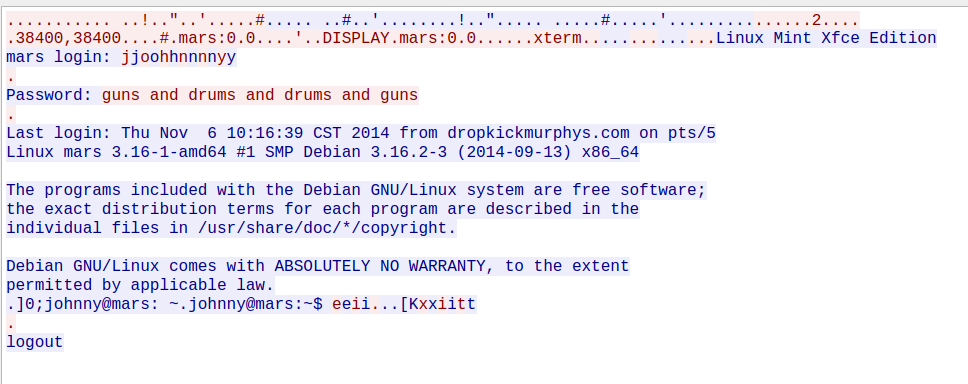 ........... ..!.."..'.....#..... ..#..'........!.."..... .....#.....'................2....
.38400,38400....#.mars:0.0....'..DISPLAY.mars:0.0......xterm..............Linux Mint Xfce Edition
mars login: jjoohhnnnnyy
.
Password: guns and drums and drums and guns
.
Last login: Thu Nov  6 10:16:39 CST 2014 from dropkickmurphys.com on pts/5
Linux mars 3.16-1-amd64 #1 SMP Debian 3.16.2-3 (2014-09-13) x86_64

The programs included with the Debian GNU/Linux system are free software;
the exact distribution terms for each program are described in the
individual files in /usr/share/doc/*/copyright.

Debian GNU/Linux comes with ABSOLUTELY NO WARRANTY, to the extent
permitted by applicable law.
.]0;johnny@mars: ~.johnny@mars:~$ eeii...[Kxxiitt
.
logout